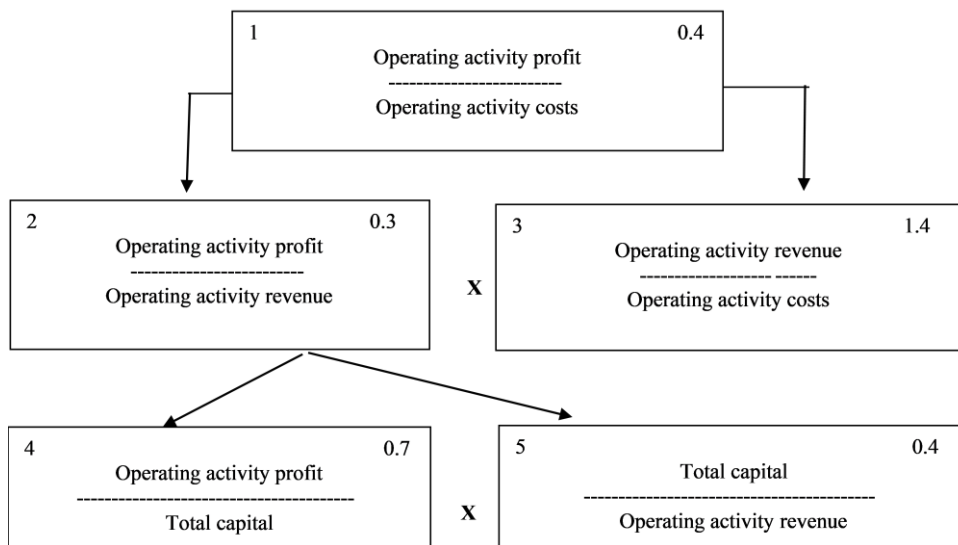 1 0.4
Operating activity profit
-------------------------
Operating activity costs
2 0.3
Operating activity profit
-------------------------
Operating activity revenue
X
3 1.4
Operating activity revenue
------------------- ------
Operating activity costs
4 0.7
Operating activity profit
----------------------------------------
Total capital
X
5 0.4
Total capital
------------------------------------------
Operating activity revenue